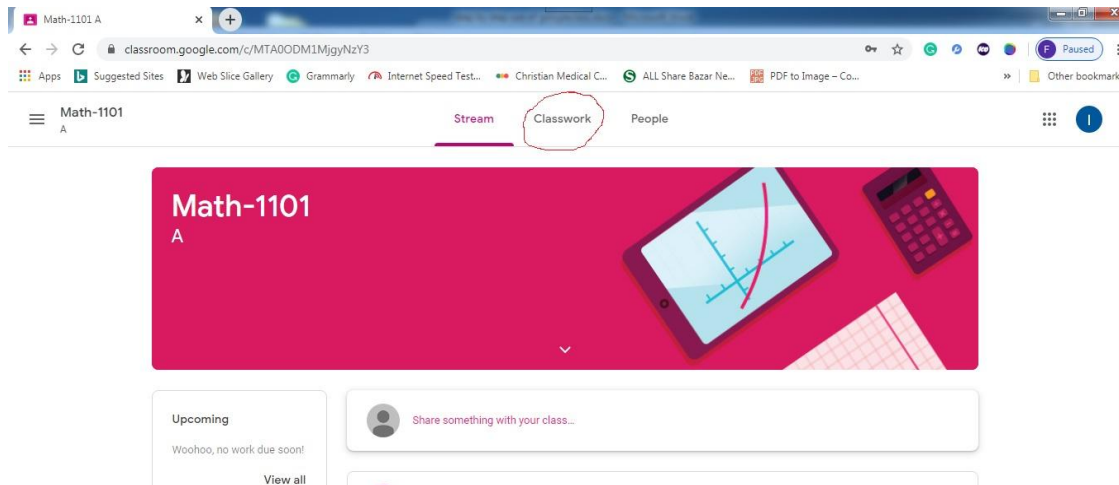 Math-1101 A
classroom.google.com/c/MTA0ODM1MjgyNzY3
F Paused
Apps Suggested Sites Web Slice Gallery Grammarly Internet Speed Test... Christian Medical C... ALL Share Bazar Ne... PDF to Image – Co... » Other bookmark
Math-1101
A
Stream Classwork People
I
Math-1101
A
Upcoming
Woohoo, no work due soon!
View all
Share something with your class...